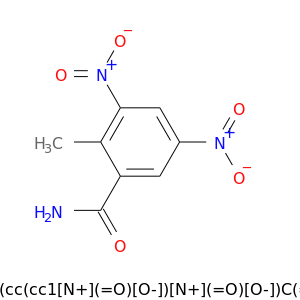 O⁻
O = N⁺
O
H₃C
N⁺
O⁻
H₂N
O
(cc(cc1[N+](=O)[O-])[N+](=O)[O-])C(